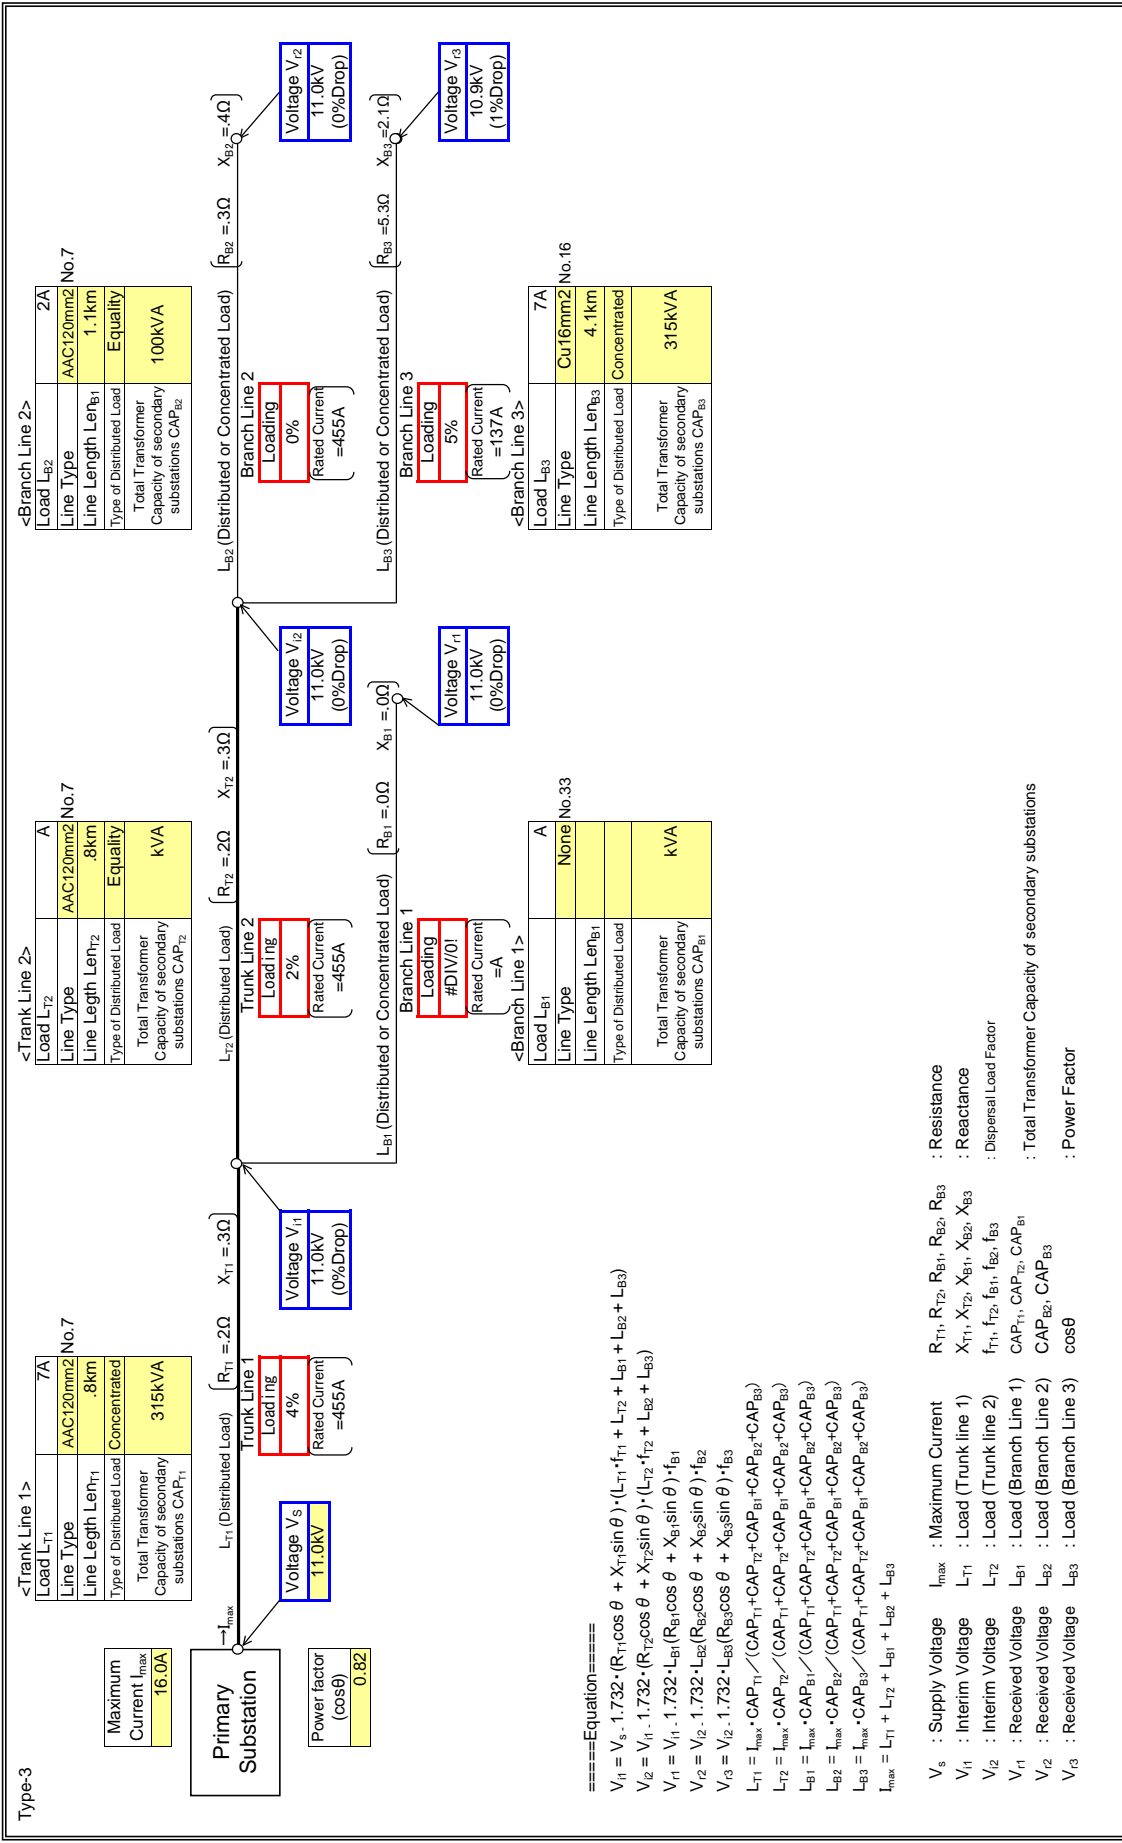 Type-3
Maximum
Current Imax
16.0A
Primary
Substation
Power factor
(cosθ)
0.82
→Imax
Voltage VS
11.0kV
<Trank Line 1>
Load LT1 7A
Line Type AAC120mm2 No.7
Line Legth LenT1 .8km
Type of Distributed Load Concentrated
Total Transformer
Capacity of secondary
substations CAPT1
315kVA
LT1 (Distributed Load)
RT1 =.2Ω XT1 =.3Ω
Trunk Line 1
Loading
4%
Rated Current
=455A
Voltage Vi1
11.0kV
(0%Drop)
<Trank Line 2>
Load LT2 A
Line Type AAC120mm2 No.7
Line Legth LenT2 .8km
Type of Distributed Load Equality
Total Transformer
Capacity of secondary
substations CAPT2
kVA
LT2 (Distributed Load)
RT2 =.2Ω XT2 =.3Ω
Trunk Line 2
Loading
2%
Rated Current
=455A
Voltage Vi2
11.0kV
(0%Drop)
LB1 (Distributed or Concentrated Load)
RB1 =.0Ω XB1 =.0Ω
Branch Line 1
Loading
#DIV/0!
Rated Current
=A
Voltage Vr1
11.0kV
(0%Drop)
<Branch Line 1>
Load LB1 A
Line Type None No.33
Line Length LenB1
Type of Distributed Load
Total Transformer
Capacity of secondary
substations CAPB1
kVA
<Branch Line 2>
Load LB2 2A
Line Type AAC120mm2 No.7
Line Length LenB1 1.1km
Type of Distributed Load Equality
Total Transformer
Capacity of secondary
substations CAPB2
100kVA
LB2 (Distributed or Concentrated Load)
RB2 =.3Ω XB2 =.4Ω
Branch Line 2
Loading
0%
Rated Current
=455A
Voltage Vr2
11.0kV
(0%Drop)
LB3 (Distributed or Concentrated Load)
RB3 =5.3Ω XB3 =2.1Ω
Branch Line 3
Loading
5%
Rated Current
=137A
Voltage Vr3
10.9kV
(1%Drop)
<Branch Line 3>
Load LB3 7A
Line Type Cu16mm2 No.16
Line Length LenB3 4.1km
Type of Distributed Load Concentrated
Total Transformer
Capacity of secondary
substations CAPB3
315kVA
=====Equation=====
Vi1 = Vs - 1.732・(RT1cos θ + XT1sin θ)・(LT1・fT1 + LT2 + LB1 + LB2 + LB3)
Vi2 = Vi1 - 1.732・(RT2cos θ + XT2sin θ)・(LT2・fT2 + LB2 + LB3)
Vr1 = Vi1 - 1.732・LB1(RB1cos θ + XB1sin θ)・fB1
Vr2 = Vi2 - 1.732・LB2(RB2cos θ + XB2sin θ)・fB2
Vr3 = Vi2 - 1.732・LB3(RB3cos θ + XB3sin θ)・fB3
LT1 = Imax・CAPT1／(CAPT1+CAPT2+CAPB1+CAPB2+CAPB3)
LT2 = Imax・CAPT2／(CAPT1+CAPT2+CAPB1+CAPB2+CAPB3)
LB1 = Imax・CAPB1／(CAPT1+CAPT2+CAPB1+CAPB2+CAPB3)
LB2 = Imax・CAPB2／(CAPT1+CAPT2+CAPB1+CAPB2+CAPB3)
LB3 = Imax・CAPB3／(CAPT1+CAPT2+CAPB1+CAPB2+CAPB3)
Imax = LT1 + LT2 + LB1 + LB2 + LB3
Vs : Supply Voltage Imax : Maximum Current RT1, RT2, RB1, RB2, RB3 : Resistance
Vi1 : Interim Voltage LT1 : Load (Trunk line 1) XT1, XT2, XB1, XB2, XB3 : Reactance
Vi2 : Interim Voltage LT2 : Load (Trunk line 2) fT1, fT2, fB1, fB2, fB3 : Dispersal Load Factor
Vr1 : Received Voltage LB1 : Load (Branch Line 1) CAPT1, CAPT2, CAPB1
Vr2 : Received Voltage LB2 : Load (Branch Line 2) CAPB2, CAPB3 : Total Transformer Capacity of secondary substations
Vr3 : Received Voltage LB3 : Load (Branch Line 3) cosθ : Power Factor